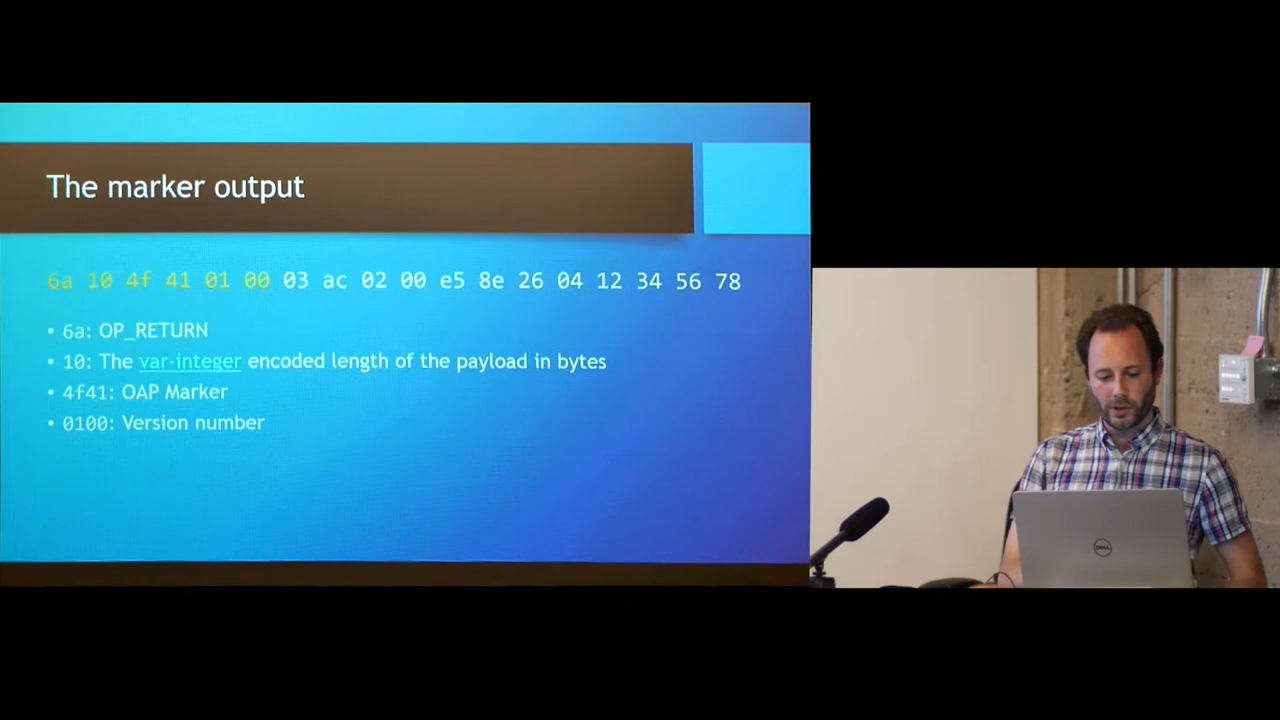 The marker output
6a 10 4f 41 01 00 03 ac 02 00 e5 8e 26 04 12 34 56 78
• 6a: OP_RETURN
• 10: The var-integer encoded length of the payload in bytes
• 4f41: OAP Marker
• 0100: Version number
DELL